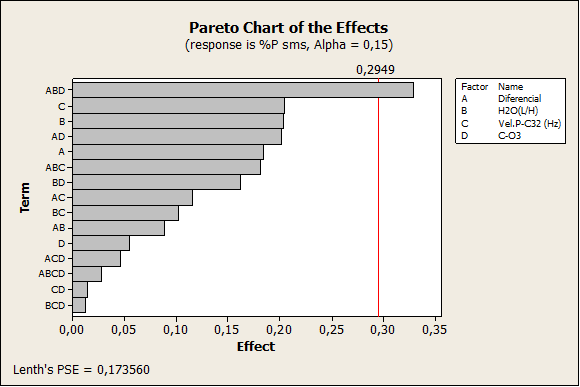 Pareto Chart of the Effects
(response is %P sms, Alpha = 0,15)
0,2949
Factor Name
A Diferencial
B H2O(L/H)
C Vel.P-C32 (Hz)
D C-O3
Term
ABD
C
B
AD
A
ABC
BD
AC
BC
AB
D
ACD
ABCD
CD
BCD
0,00 0,05 0,10 0,15 0,20 0,25 0,30 0,35
Effect
Lenth's PSE = 0,173560